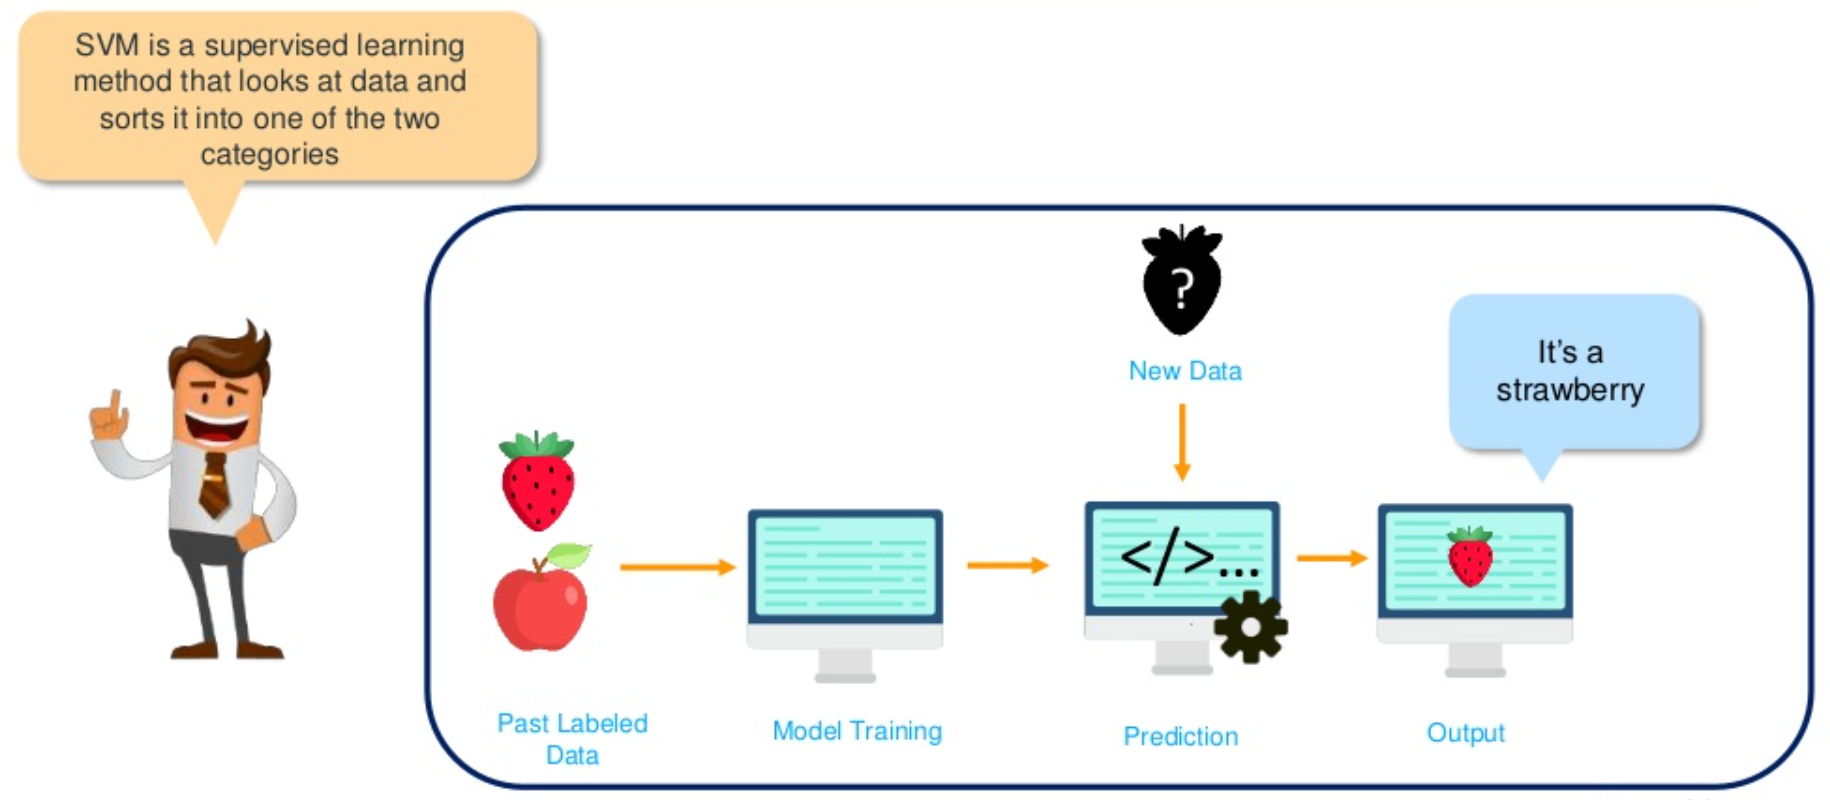 SVM is a supervised learning
method that looks at data and
sorts it into one of the two
categories
?
New Data
It's a
strawberry
</>...
Past Labeled
Data
Model Training
Prediction
Output